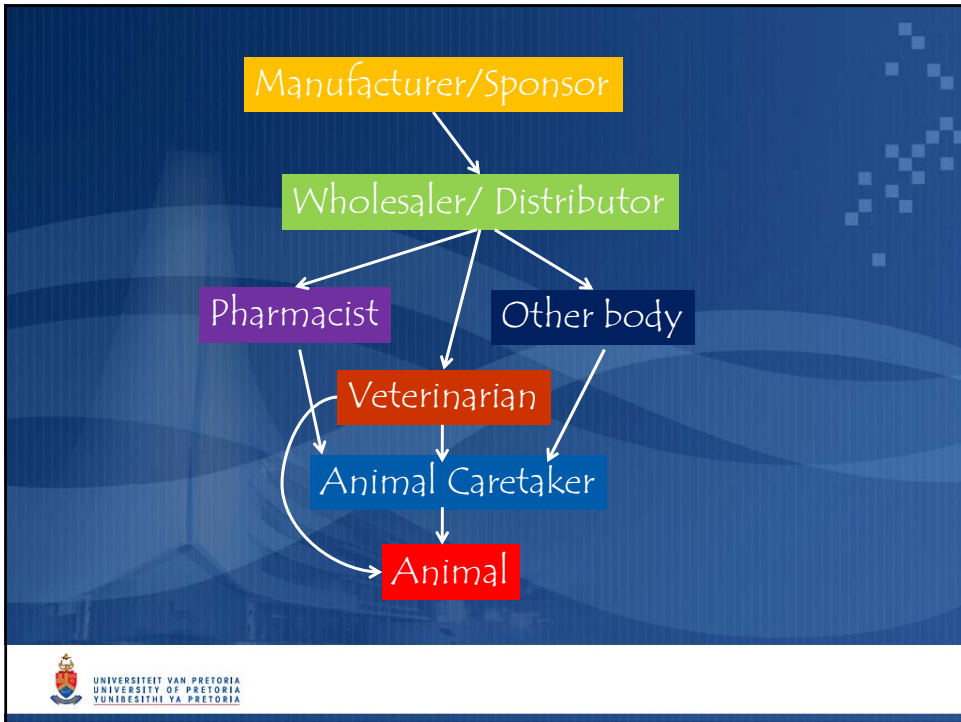 Manufacturer/Sponsor
Wholesaler/ Distributor
Pharmacist
Other body
Veterinarian
Animal Caretaker
Animal
UNIVERSITEIT VAN PRETORIA
UNIVERSITY OF PRETORIA
YUNIBESITHI YA PRETORIA